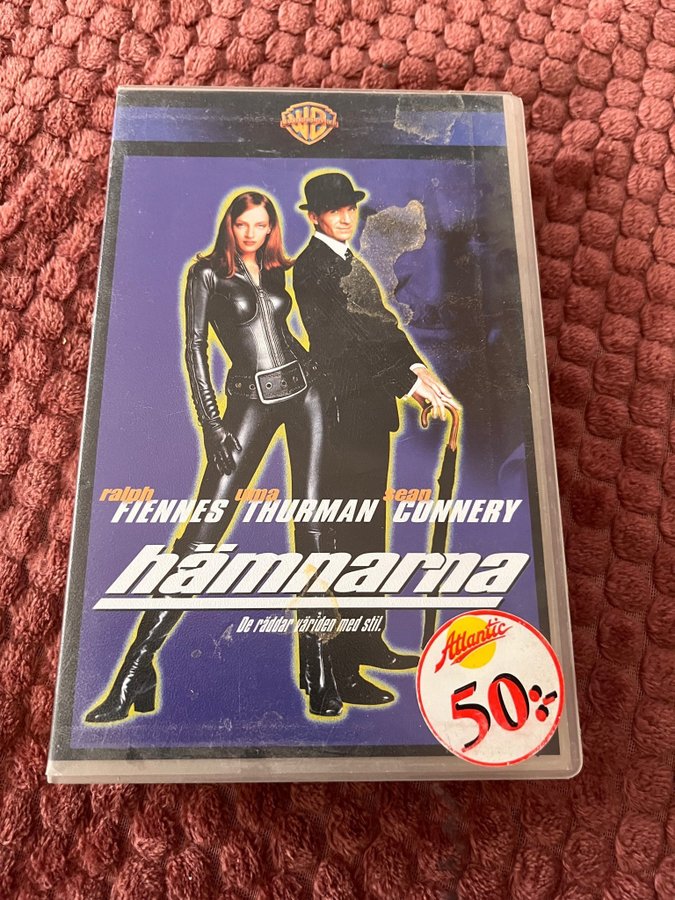 WB
ralph uma sean
FIENNES THURMAN CONNERY
hämnarna
De räddar världen med stil.
Atlantic
50:-